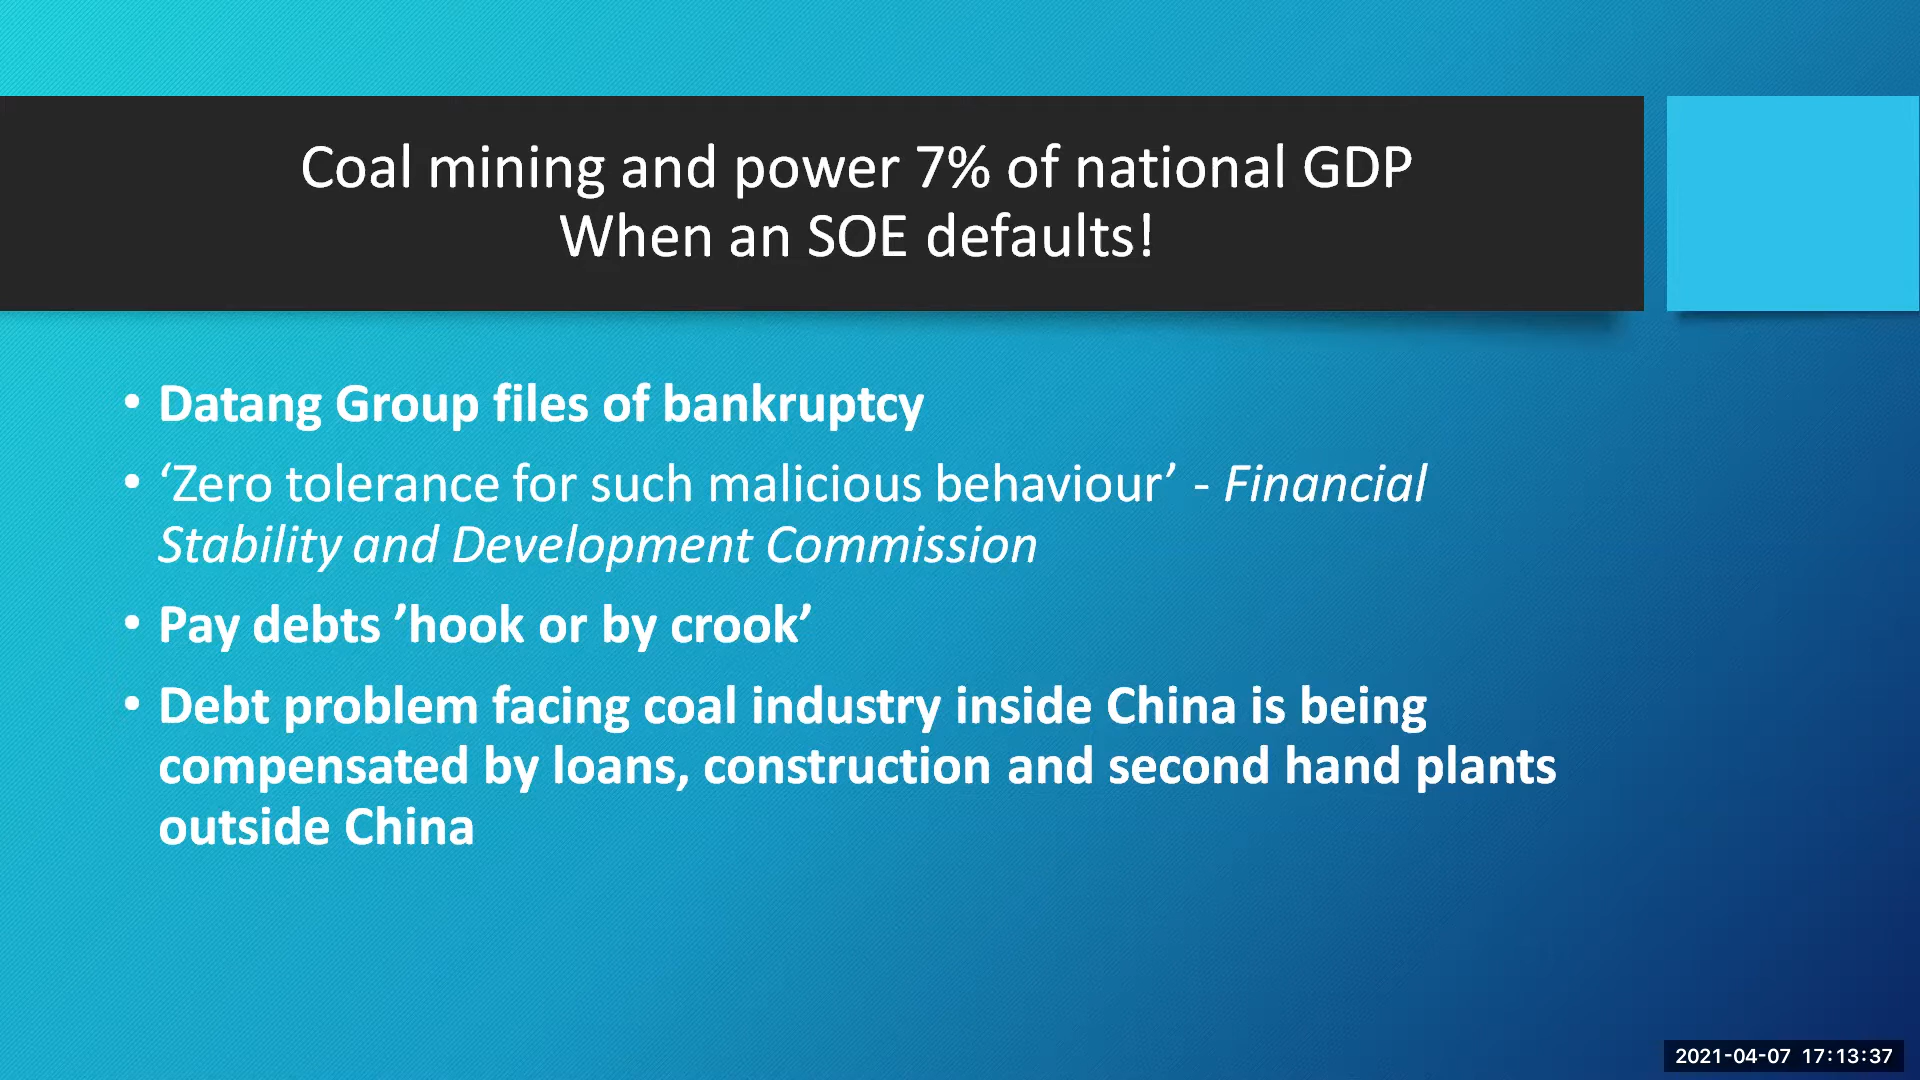 Coal mining and power 7% of national GDP
When an SOE defaults!
• Datang Group files of bankruptcy
• ‘Zero tolerance for such malicious behaviour’ - Financial
Stability and Development Commission
• Pay debts ’hook or by crook’
• Debt problem facing coal industry inside China is being
compensated by loans, construction and second hand plants
outside China
2021-04-07 17:13:37